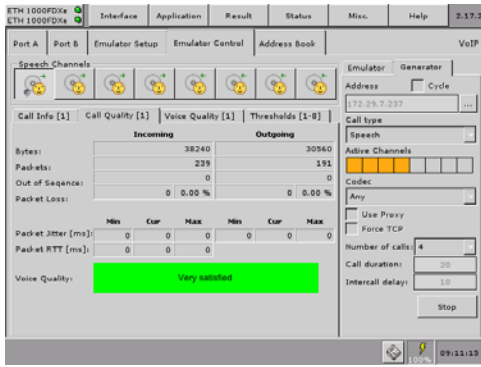 ETH 1000FDXe
ETH 1000FDXe
Interface Application Result Status Misc. Help 2.17.
Port A Port B Emulator Setup Emulator Control Address Book VoIP
Speech Channels
Call Info [1] Call Quality [1] Voice Quality [1] Thresholds [1-8]
Incoming Outgoing
Bytes: 38240 30560
Packets: 239 191
Out of Seqence: 0 0
Packet Loss: 0 0.00 % 0 0.00 %
Min Cur Max Min Cur Max
Packet Jitter [ms]: 0 0 0 0 0 0
Packet RTT [ms]: 0 0 0
Voice Quality: Very satisfied
Emulator Generator
Address Cycle
172.29.7.237 ...
Call type
Speech
Active Channels
Codec
Any
Use Proxy
Force TCP
Number of calls: 4
Call duration: 20
Intercall delay: 10
Stop
100% 09:11:15